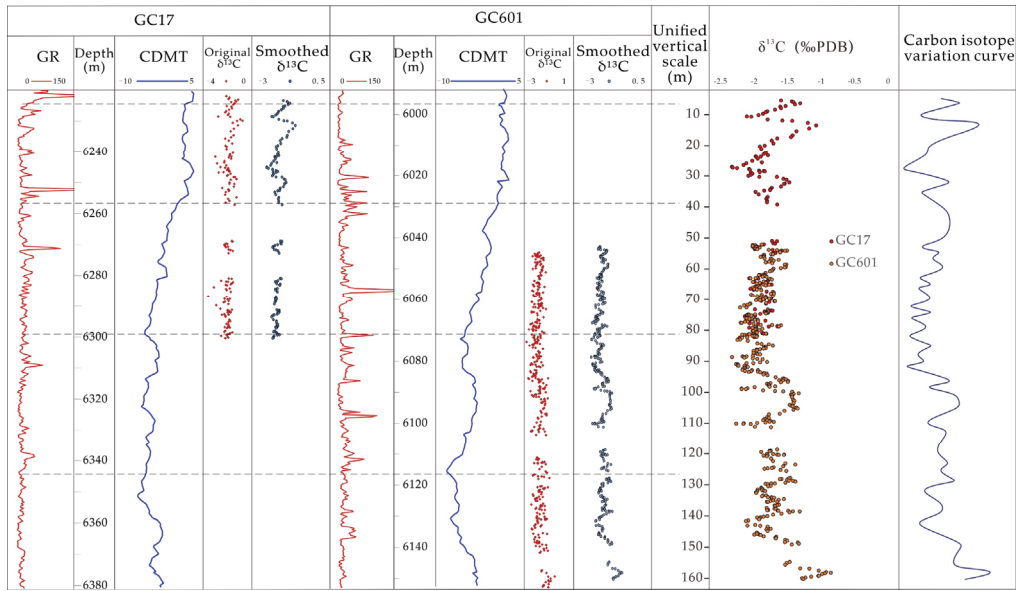 GC17
GC601
Unified
vertical
scale
(m)
δ¹³C (‰PDB)
Carbon isotope
variation curve
GR
0 150
Depth
(m)
CDMT
−10 5
Original
δ¹³C
−4 0
Smoothed
δ¹³C
−3 0.5
GR
0 150
Depth
(m)
CDMT
−10 5
Original
δ¹³C
−3 1
Smoothed
δ¹³C
−3 0.5
−2 −1.5 −1 0
6240
6260
6280
6300
6320
6340
6360
6380
6000
6020
6040
6060
6080
6100
6120
6140
10
20
30
40
50
60
70
80
90
100
110
120
130
140
150
160
GC17
GC601